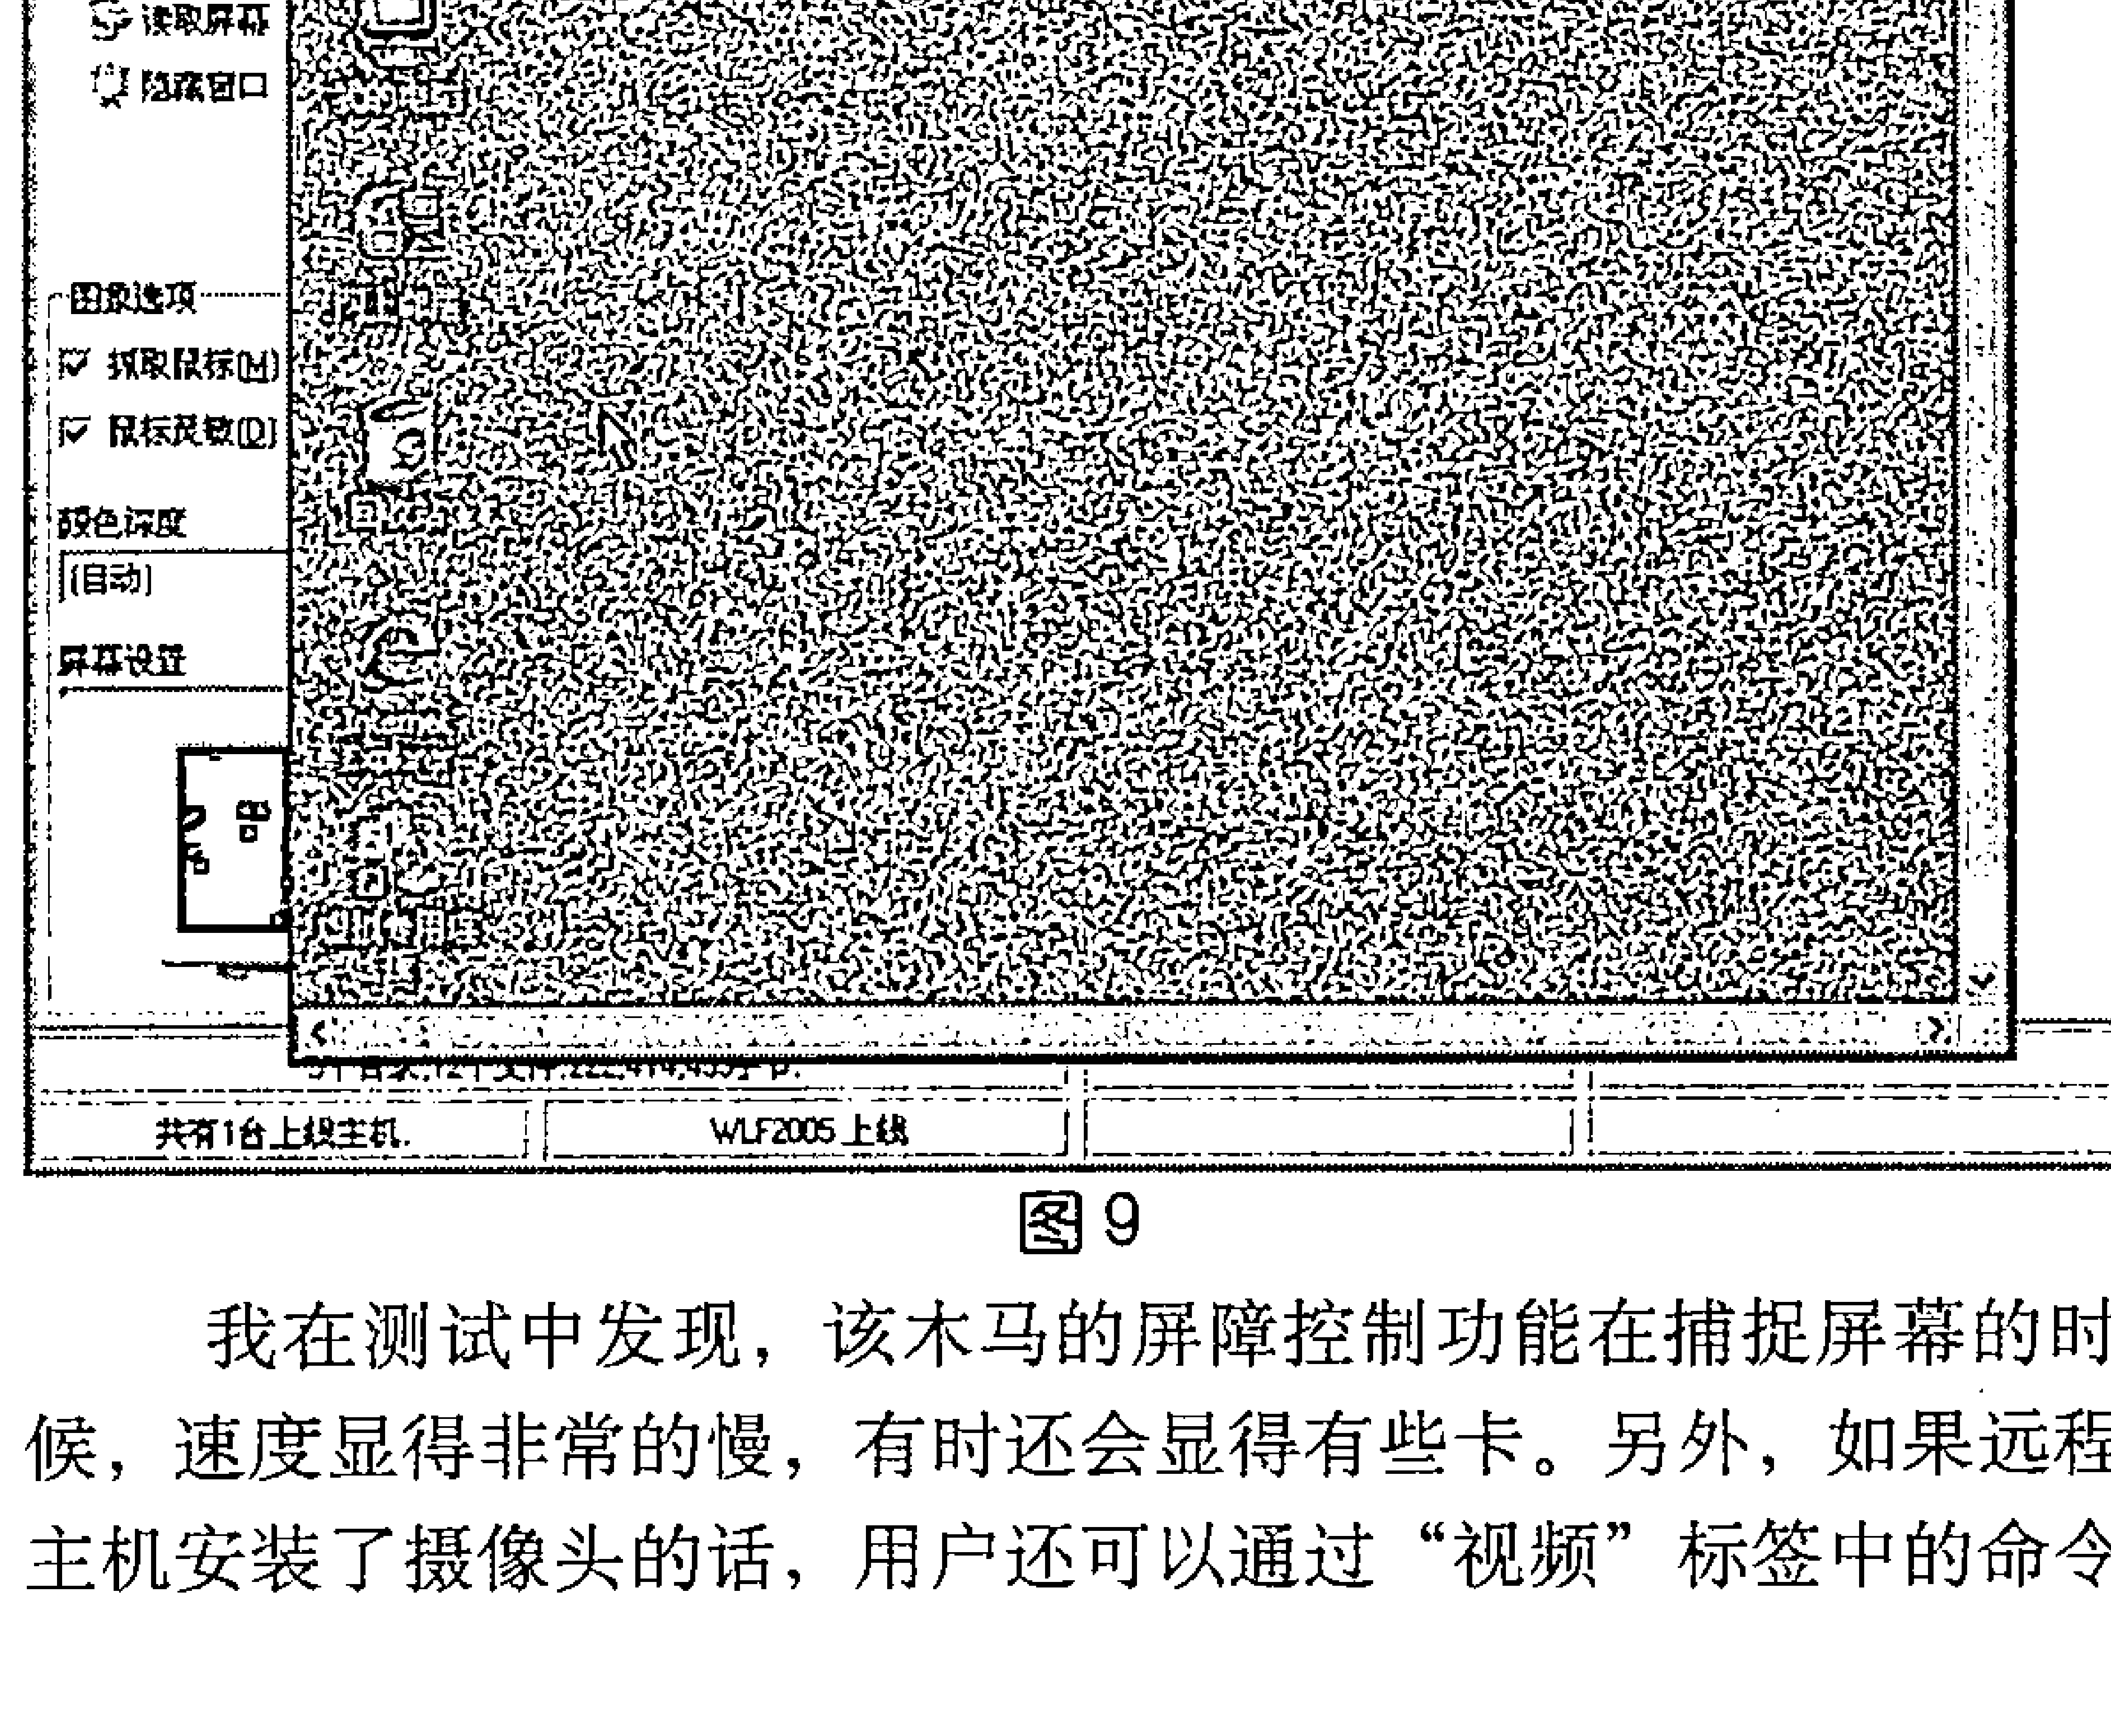 读取屏幕
隐藏窗口
图象选项
抓取鼠标(M)
鼠标灵敏(D)
颜色深度
(自动)
屏幕设置
共有1台上线主机.
WLF2005 上线
图 9
我在测试中发现，该木马的屏障控制功能在捕捉屏幕的时
候，速度显得非常的慢，有时还会显得有些卡。另外，如果远程
主机安装了摄像头的话，用户还可以通过“视频”标签中的命令